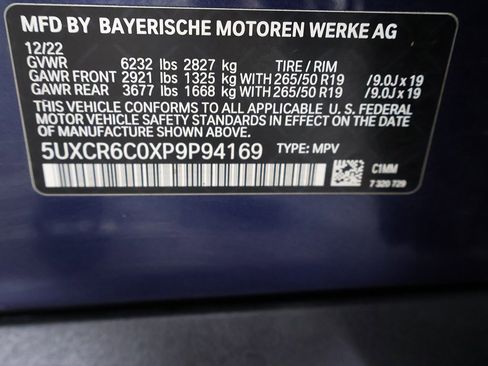 MFD BY BAYERISCHE MOTOREN WERKE AG
12/22
GVWR 6232 lbs 2827 kg TIRE / RIM
GAWR FRONT 2921 lbs 1325 kg WITH 265/50 R19 /9.0J x 19
GAWR REAR 3677 lbs 1668 kg WITH 265/50 R19 /9.0J x 19
THIS VEHICLE CONFORMS TO ALL APPLICABLE U. S. FEDERAL
MOTOR VEHICLE SAFETY STANDARDS IN EFFECT ON THE
DATE OF MANUFACTURE SHOWN ABOVE.
5UXCR6C0XP9P94169 TYPE: MPV
C1MM
7 320 729